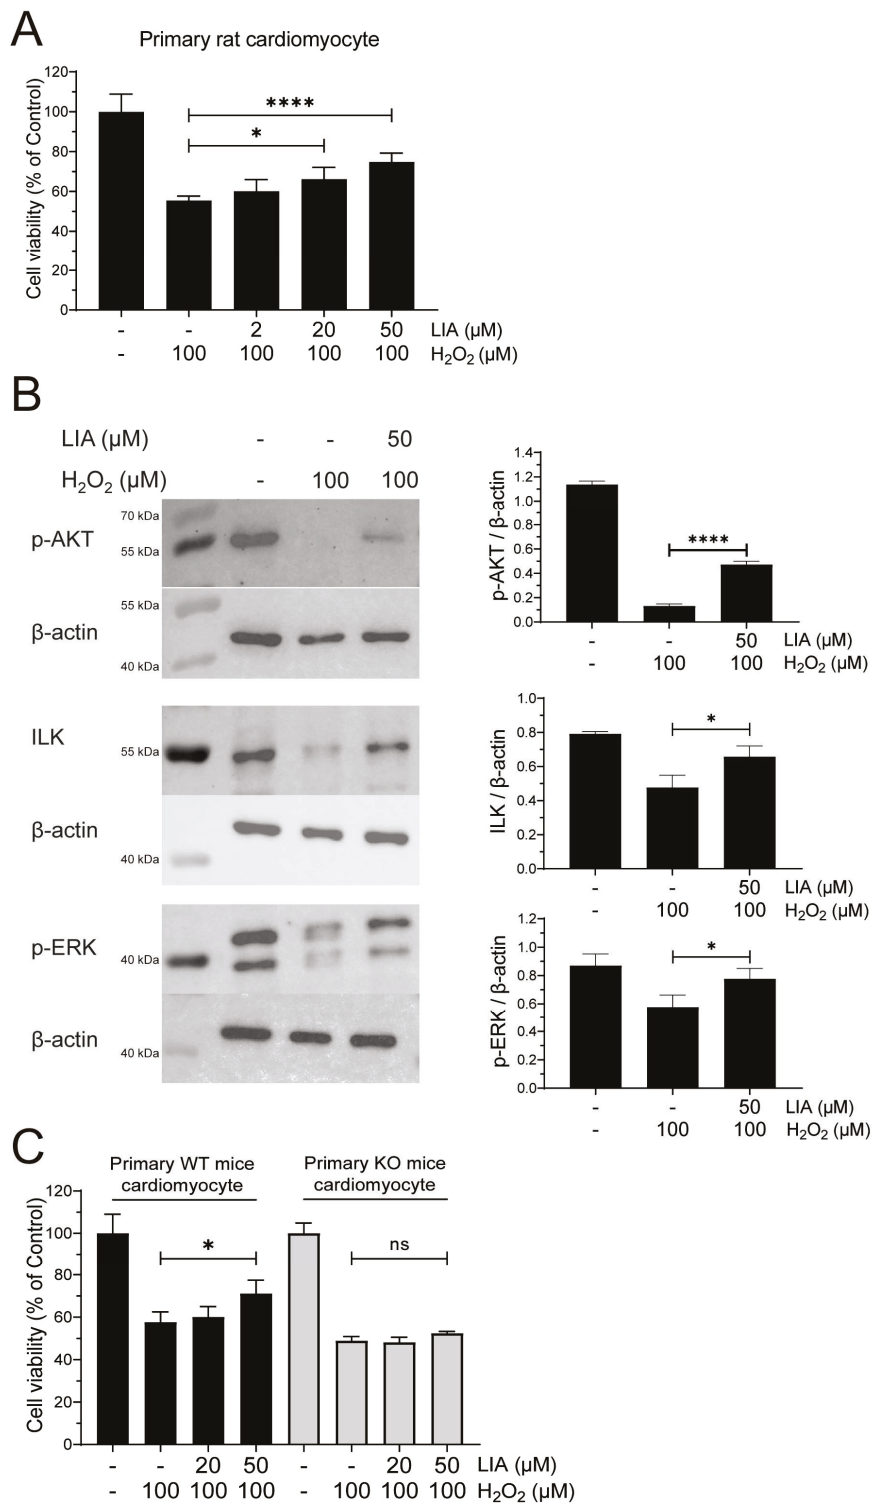 A
Primary rat cardiomyocyte
Cell viability (% of Control)
120
100
80
60
40
20
0
****
*
- - 2 20 50 LIA (µM)
- 100 100 100 100 H₂O₂ (µM)
B
LIA (µM) - - 50
H₂O₂ (µM) - 100 100
p-AKT
70 kDa
55 kDa
β-actin
55 kDa
40 kDa
ILK
55 kDa
β-actin
40 kDa
p-ERK
40 kDa
β-actin
40 kDa
p-AKT / β-actin
1.4
1.2
1.0
0.8
0.6
0.4
0.2
0.0
****
- - 50 LIA (µM)
- 100 100 H₂O₂ (µM)
ILK / β-actin
1.0
0.8
0.6
0.4
0.2
0.0
*
- - 50 LIA (µM)
- 100 100 H₂O₂ (µM)
p-ERK / β-actin
1.2
1.0
0.8
0.6
0.4
0.2
0.0
*
- - 50 LIA (µM)
- 100 100 H₂O₂ (µM)
C
Primary WT mice
cardiomyocyte
Primary KO mice
cardiomyocyte
Cell viability (% of Control)
120
100
80
60
40
20
0
*
ns
- - 20 50 - - 20 50 LIA (µM)
- 100 100 100 - 100 100 100 H₂O₂ (µM)